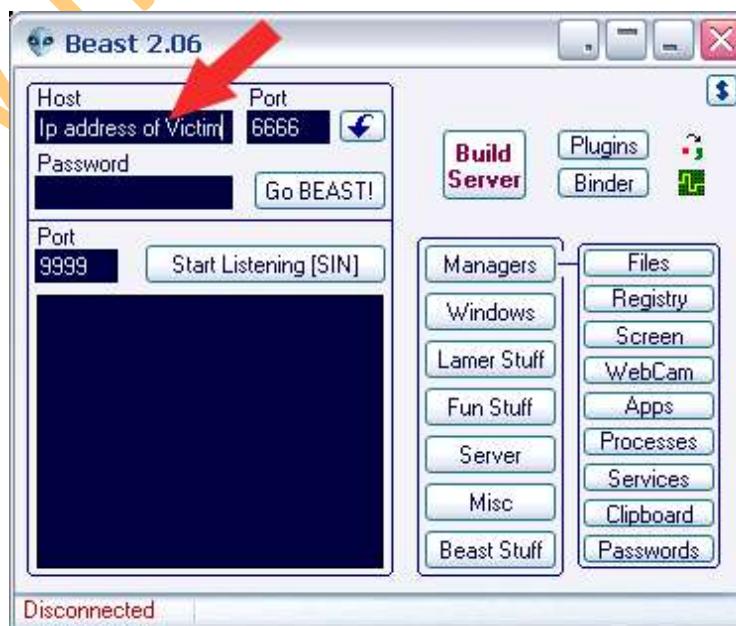 Beast 2.06
Host Port
Ip address of Victim 6666
Password
Go BEAST!
Port
9999 Start Listening [SIN]
Build
Server
Plugins
Binder
Managers
Windows
Lamer Stuff
Fun Stuff
Server
Misc
Beast Stuff
Files
Registry
Screen
WebCam
Apps
Processes
Services
Clipboard
Passwords
Disconnected